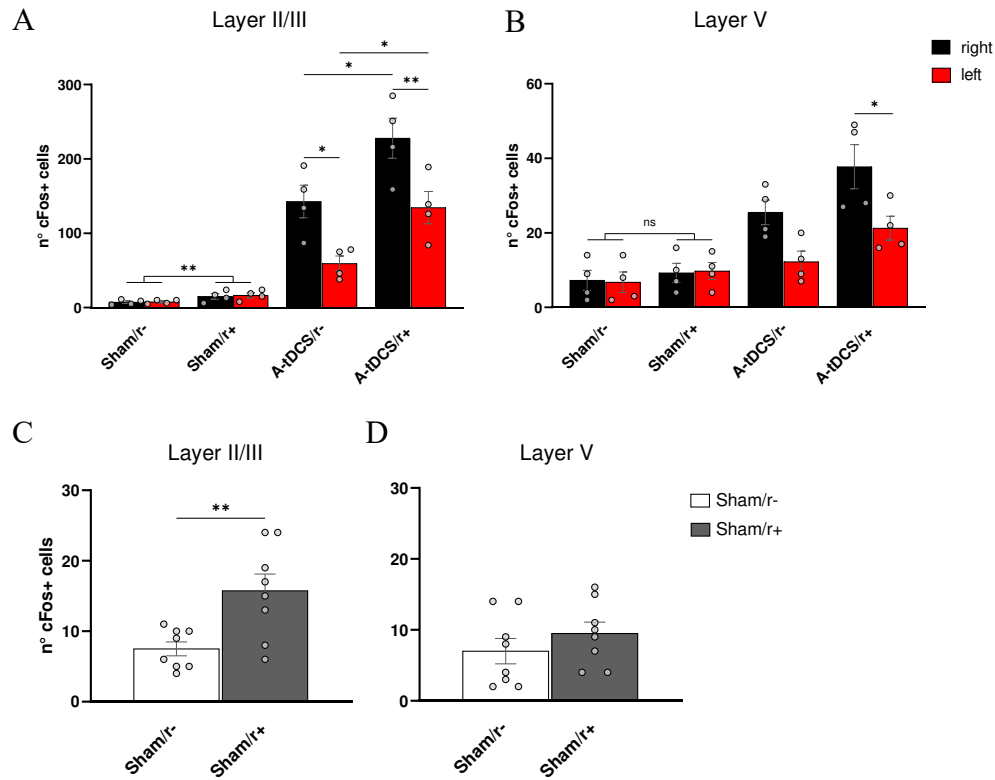 A
Layer II/III
B
Layer V
right
left
n° cFos+ cells
300
200
100
0
*
*
**
*
**
Sham/r-
Sham/r+
A-tDCS/r-
A-tDCS/r+
n° cFos+ cells
60
40
20
0
ns
*
Sham/r-
Sham/r+
A-tDCS/r-
A-tDCS/r+
C
Layer II/III
D
Layer V
n° cFos+ cells
30
20
10
0
**
Sham/r-
Sham/r+
30
20
10
0
Sham/r-
Sham/r+
Sham/r-
Sham/r+